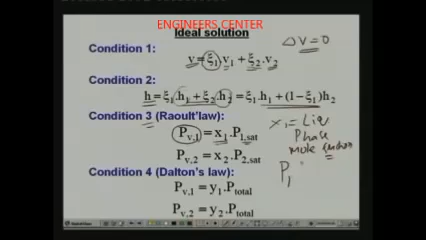 ENGINEERS CENTER
Ideal solution
Condition 1:
ΔV = 0
v = ξ₁.v₁ + ξ₂.v₂
Condition 2:
h = ξ₁.h₁ + ξ₂.h₂ = ξ₁.h₁ + (1−ξ₁)h₂
Condition 3 (Raoult'law):
x₁ = Liq
Phase
mole fraction
Pᵥ,₁ = x₁.P₁,sat
Pᵥ,₂ = x₂.P₂,sat
P₁
Condition 4 (Dalton's law):
Pᵥ,₁ = y₁.Ptotal
Pᵥ,₂ = y₂.Ptotal